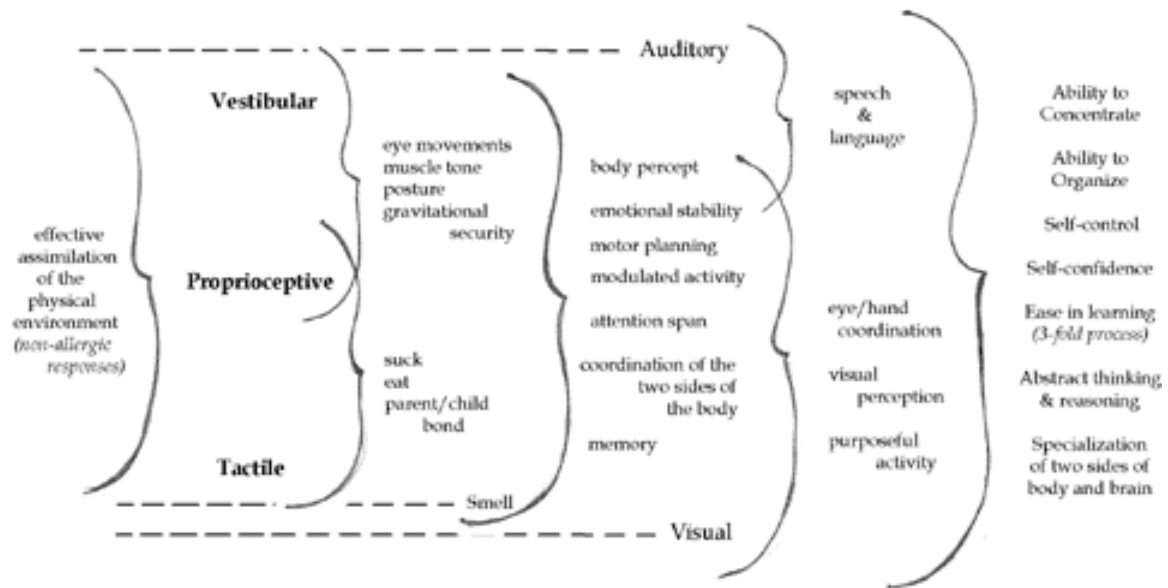 effective
assimilation
of the
physical
environment
(non-allergic
responses)
Vestibular
Proprioceptive
Tactile
eye movements
muscle tone
posture
gravitational
security
suck
eat
parent/child
bond
Smell
Auditory
body percept
emotional stability
motor planning
modulated activity
attention span
coordination of the
two sides of
the body
memory
Visual
speech
&
language
eye/hand
coordination
visual
perception
purposeful
activity
Ability to
Concentrate
Ability to
Organize
Self-control
Self-confidence
Ease in learning
(3-fold process)
Abstract thinking
& reasoning
Specialization
of two sides of
body and brain